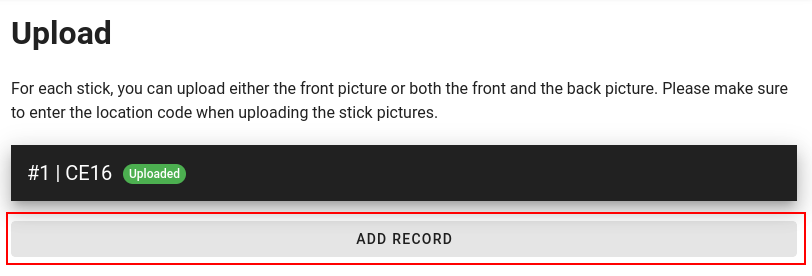 Upload
For each stick, you can upload either the front picture or both the front and the back picture. Please make sure
to enter the location code when uploading the stick pictures.
#1 | CE16 Uploaded
ADD RECORD